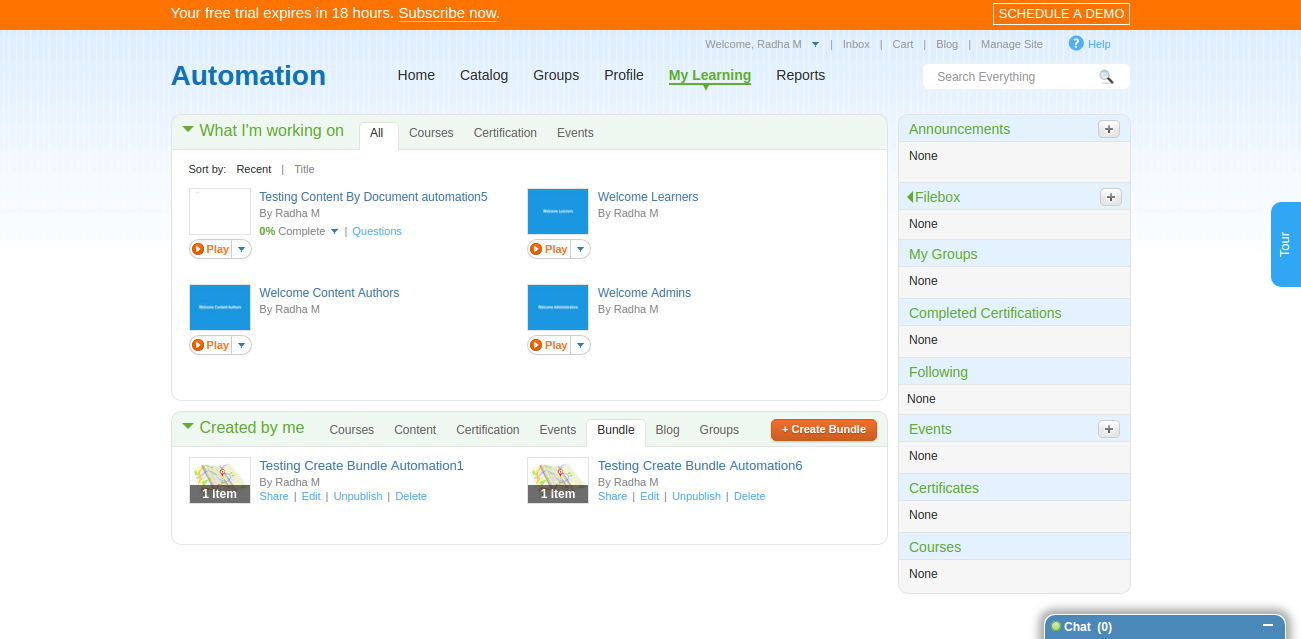 Your free trial expires in 18 hours. Subscribe now. SCHEDULE A DEMO
Welcome, Radha M | Inbox | Cart | Blog | Manage Site ? Help
Automation Home Catalog Groups Profile My Learning Reports Search Everything
What I'm working on All Courses Certification Events
Sort by: Recent | Title
Testing Content By Document automation5
By Radha M
0% Complete | Questions
Play
Welcome Learners
Welcome Learners
By Radha M
Play
Welcome Content Authors
Welcome Content Authors
By Radha M
Play
Welcome Administrators
Welcome Admins
By Radha M
Play
Created by me Courses Content Certification Events Bundle Blog Groups + Create Bundle
1 Item
Testing Create Bundle Automation1
By Radha M
Share | Edit | Unpublish | Delete
1 Item
Testing Create Bundle Automation6
By Radha M
Share | Edit | Unpublish | Delete
Announcements +
None
Filebox +
None
My Groups
None
Completed Certifications
None
Following
None
Events +
None
Certificates
None
Courses
None
Tour
Chat (0)